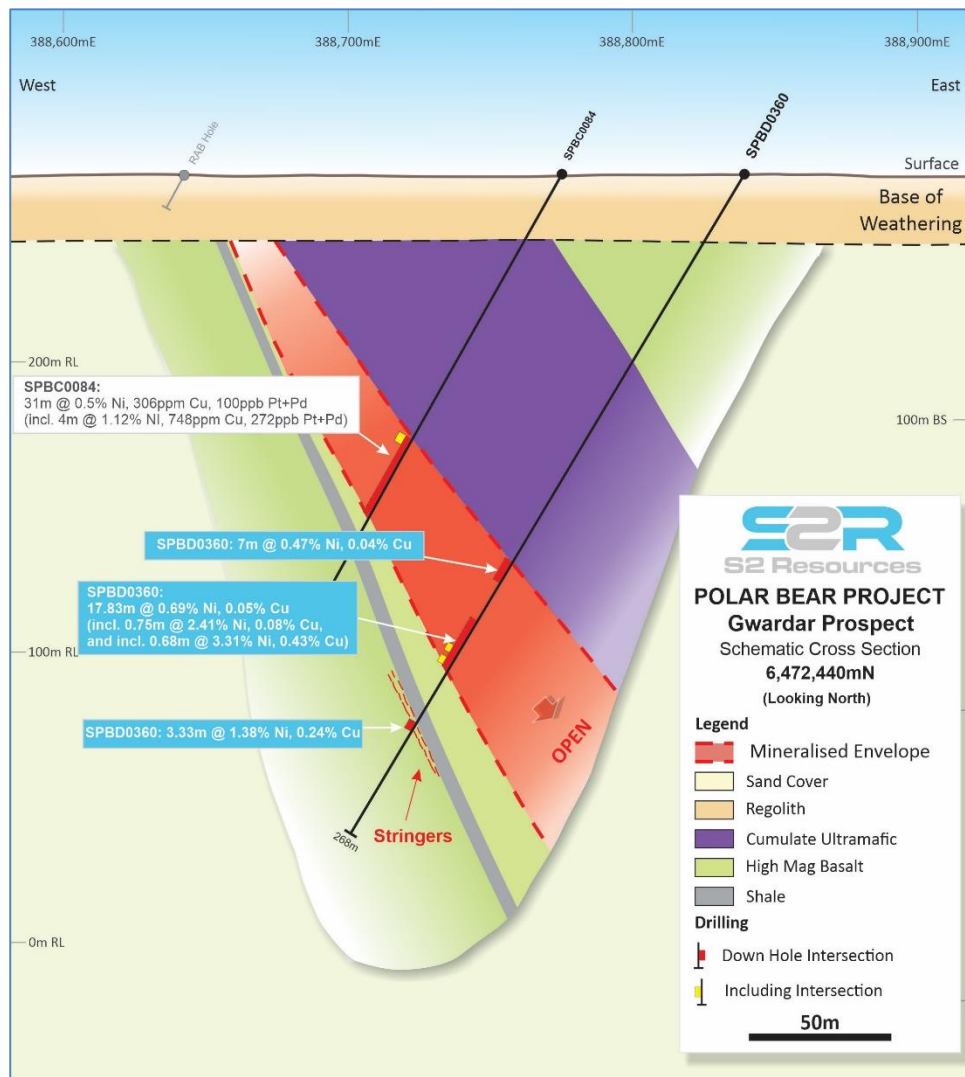 388,600mE
388,700mE
388,800mE
388,900mE
West
East
RAB Hole
SPBC0084
SPBD0360
Surface
Base of
Weathering
200m RL
SPBC0084:
31m @ 0.5% Ni, 306ppm Cu, 100ppb Pt+Pd
(incl. 4m @ 1.12% NI, 748ppm Cu, 272ppb Pt+Pd)
100m BS
SPBD0360: 7m @ 0.47% Ni, 0.04% Cu
SPBD0360:
17.83m @ 0.69% Ni, 0.05% Cu
(incl. 0.75m @ 2.41% Ni, 0.08% Cu,
and incl. 0.68m @ 3.31% Ni, 0.43% Cu)
100m RL
SPBD0360: 3.33m @ 1.38% Ni, 0.24% Cu
OPEN
Stringers
268m
0m RL
S2R
S2 Resources
POLAR BEAR PROJECT
Gwardar Prospect
Schematic Cross Section
6,472,440mN
(Looking North)
Legend
Mineralised Envelope
Sand Cover
Regolith
Cumulate Ultramafic
High Mag Basalt
Shale
Drilling
Down Hole Intersection
Including Intersection
50m